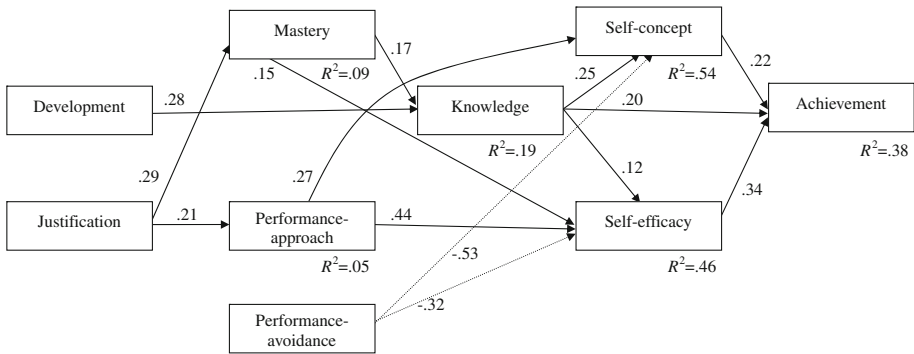 Mastery
Self-concept
.17
.22
.15
R²=.09
.25
R²=.54
Development
.28
Knowledge
.20
Achievement
R²=.19
R²=.38
.29
.27
.12
.34
Justification
.21
Performance-
approach
.44
Self-efficacy
R²=.05
-.53
R²=.46
-.32
Performance-
avoidance